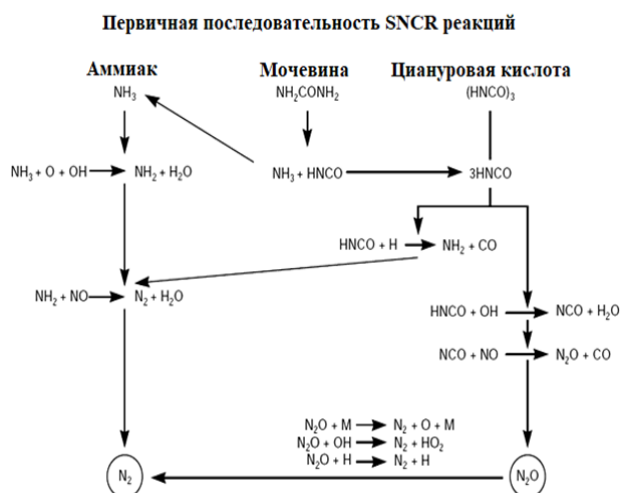 Первичная последовательность SNCR реакций
Аммиак Мочевина Циануровая кислота
NH₃ NH₂CONH₂ (HNCO)₃
NH₃ + O + OH → NH₂ + H₂O NH₃ + HNCO → 3HNCO
HNCO + H → NH₂ + CO
NH₂ + NO → N₂ + H₂O
HNCO + OH → NCO + H₂O
NCO + NO → N₂O + CO
N₂O + M → N₂ + O + M
N₂O + OH → N₂ + HO₂
N₂O + H → N₂ + H
N₂ N₂O